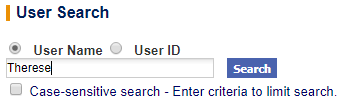 User Search
User Name User ID
Therese Search
Case-sensitive search - Enter criteria to limit search.